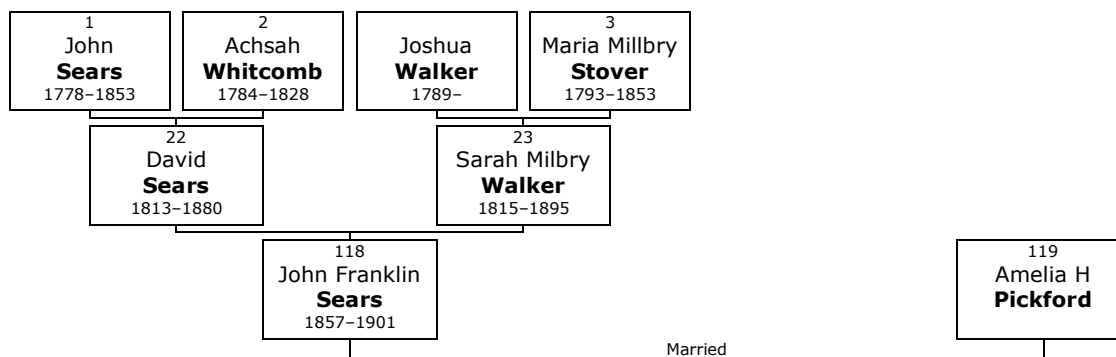 1
John
Sears
1778–1853
2
Achsah
Whitcomb
1784–1828
Joshua
Walker
1789–
3
Maria Millbry
Stover
1793–1853
22
David
Sears
1813–1880
23
Sarah Milbry
Walker
1815–1895
118
John Franklin
Sears
1857–1901
119
Amelia H
Pickford
Married